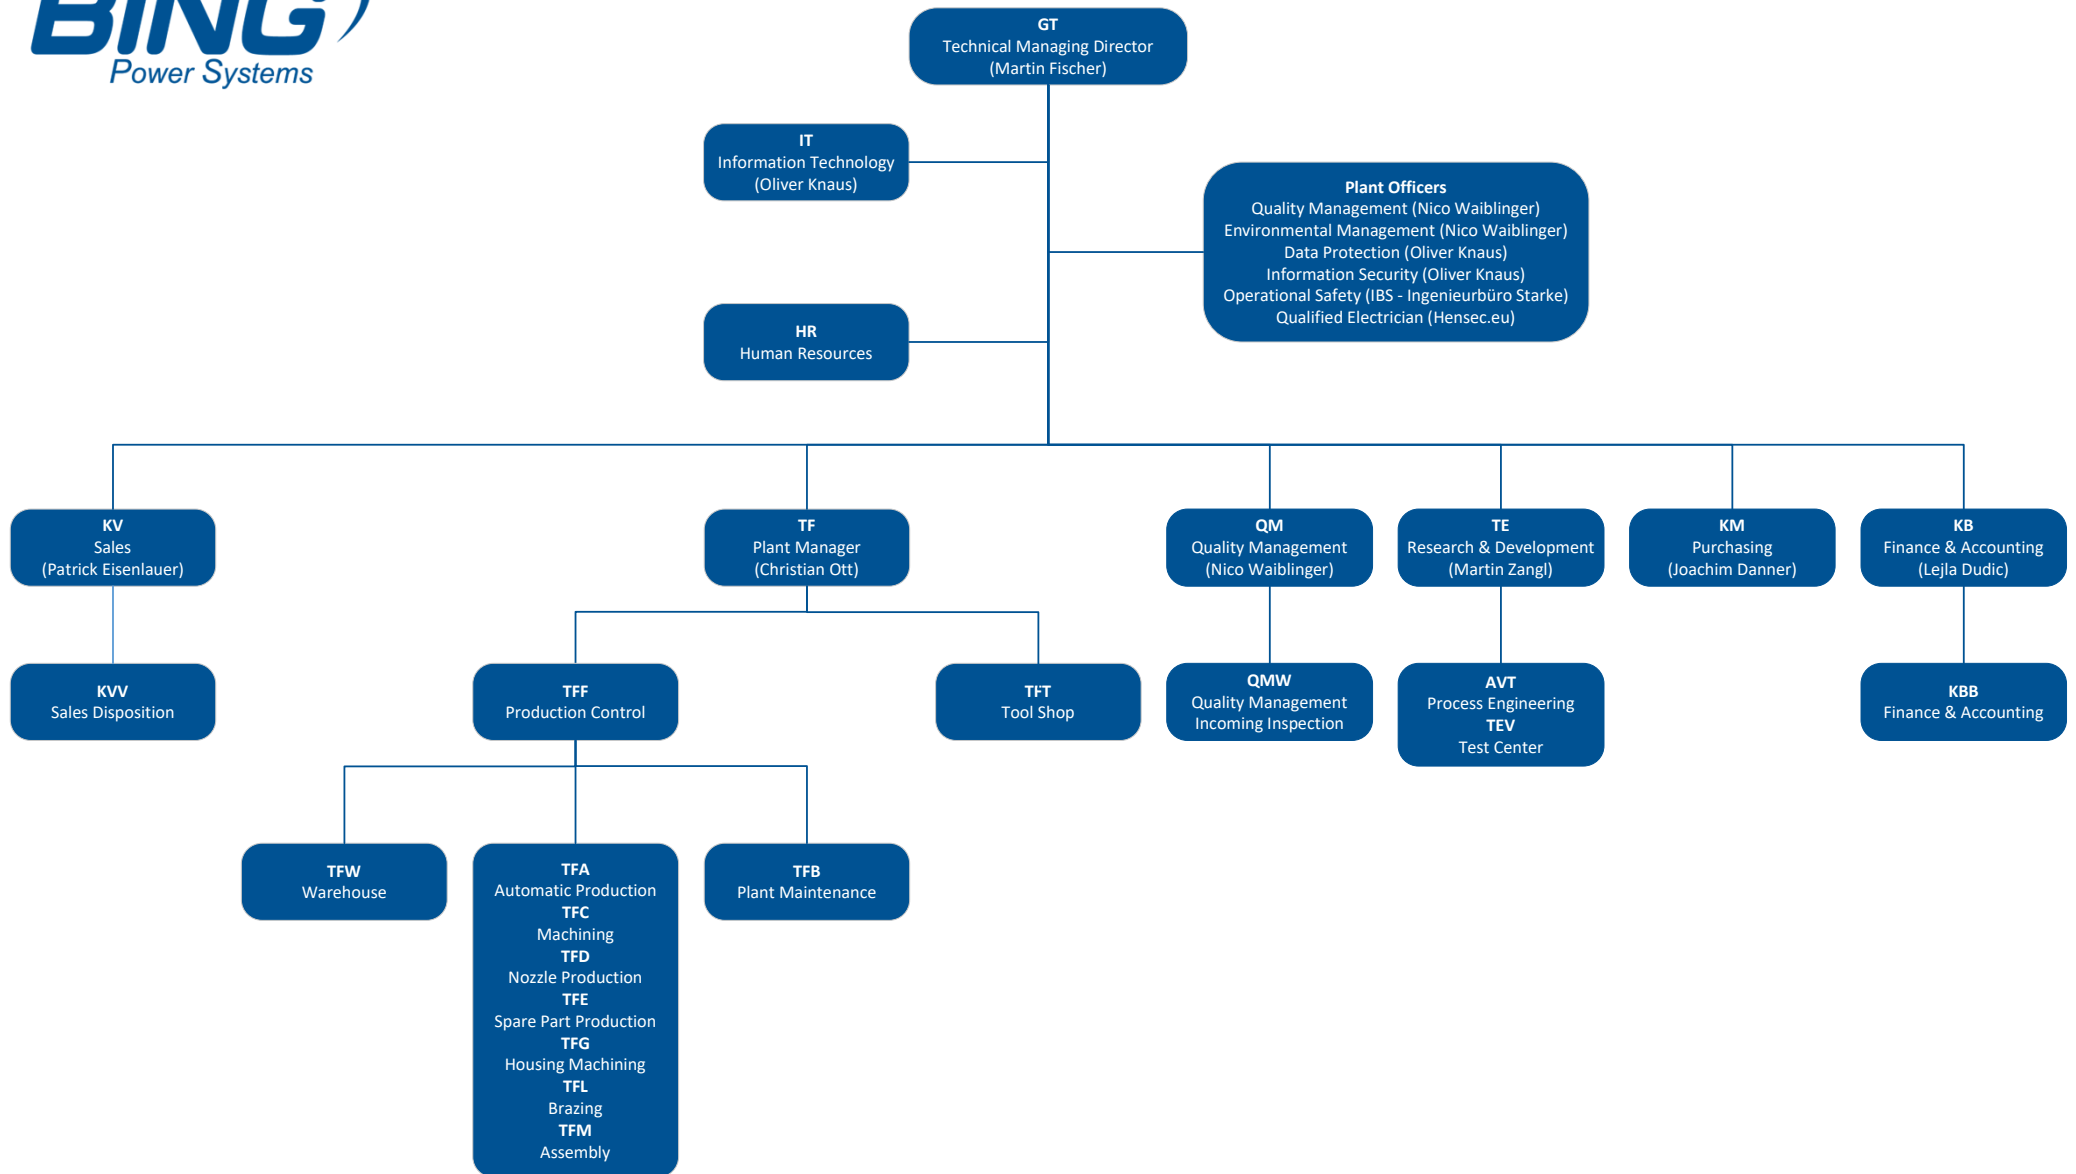 BING
Power Systems
GT
Technical Managing Director
(Martin Fischer)
IT
Information Technology
(Oliver Knaus)
Plant Officers
Quality Management (Nico Waiblinger)
Environmental Management (Nico Waiblinger)
Data Protection (Oliver Knaus)
Information Security (Oliver Knaus)
Operational Safety (IBS - Ingenieurbüro Starke)
Qualified Electrician (Hensec.eu)
HR
Human Resources
KV
Sales
(Patrick Eisenlauer)
TF
Plant Manager
(Christian Ott)
QM
Quality Management
(Nico Waiblinger)
TE
Research & Development
(Martin Zangl)
KM
Purchasing
(Joachim Danner)
KB
Finance & Accounting
(Lejla Dudic)
KVV
Sales Disposition
TFF
Production Control
TFT
Tool Shop
QMW
Quality Management
Incoming Inspection
AVT
Process Engineering
TEV
Test Center
KBB
Finance & Accounting
TFW
Warehouse
TFA
Automatic Production
TFC
Machining
TFD
Nozzle Production
TFE
Spare Part Production
TFG
Housing Machining
TFL
Brazing
TFM
Assembly
TFB
Plant Maintenance